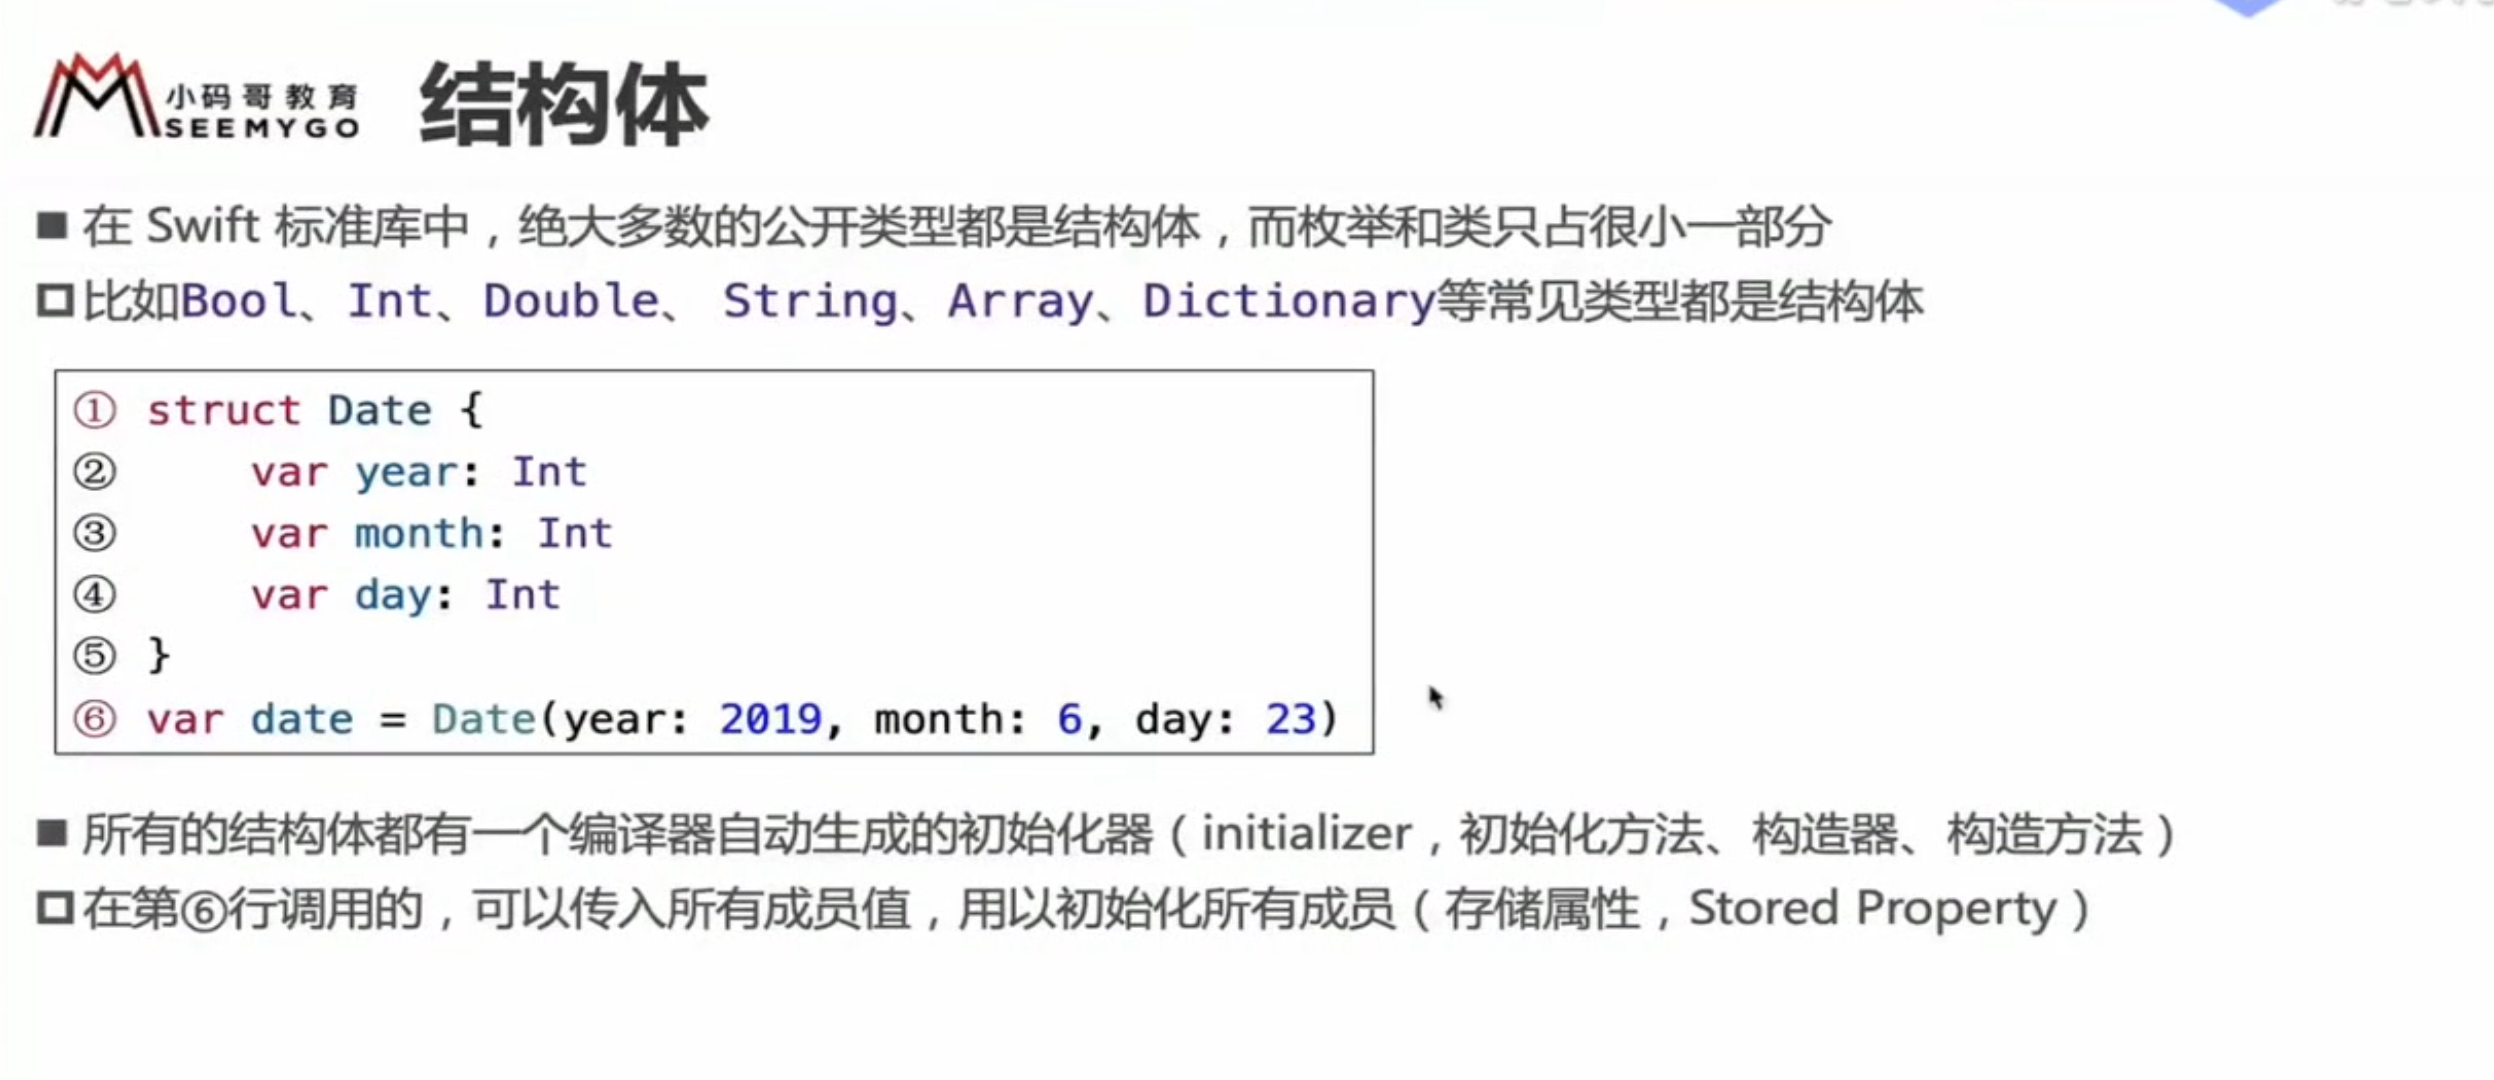 小码哥教育
SEEMYGO
结构体
■ 在 Swift 标准库中，绝大多数的公开类型都是结构体，而枚举和类只占很小一部分
比如Bool、Int、Double、 String、Array、Dictionary等常见类型都是结构体
① struct Date {
② var year: Int
③ var month: Int
④ var day: Int
⑤ }
⑥ var date = Date(year: 2019, month: 6, day: 23)
■ 所有的结构体都有一个编译器自动生成的初始化器（initializer，初始化方法、构造器、构造方法）
在第⑥行调用的，可以传入所有成员值，用以初始化所有成员（存储属性，Stored Property）